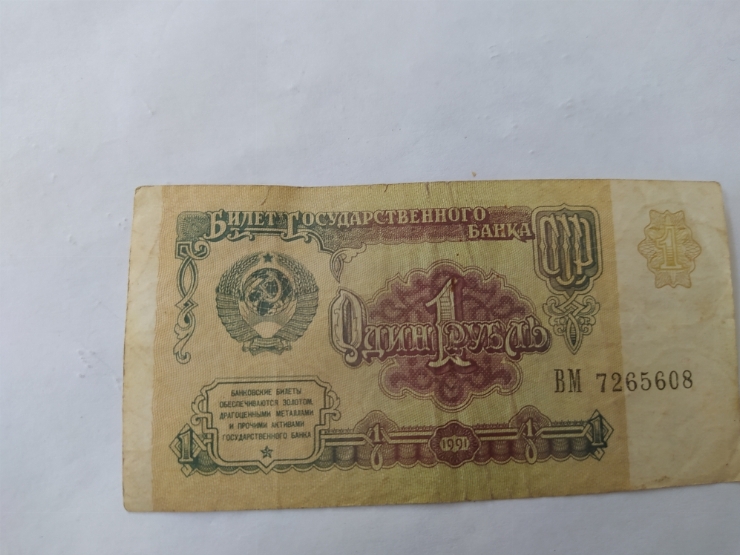 БИЛЕТ ГОСУДАРСТВЕННОГО
БАНКА СССР
1
ОДИН 1 РУБЛЬ
ВМ 7265608
БАНКОВСКИЕ БИЛЕТЫ
ОБЕСПЕЧИВАЮТСЯ ЗОЛОТОМ,
ДРАГОЦЕННЫМИ МЕТАЛЛАМИ
И ПРОЧИМИ АКТИВАМИ
ГОСУДАРСТВЕННОГО БАНКА
1 1 1991 1 1